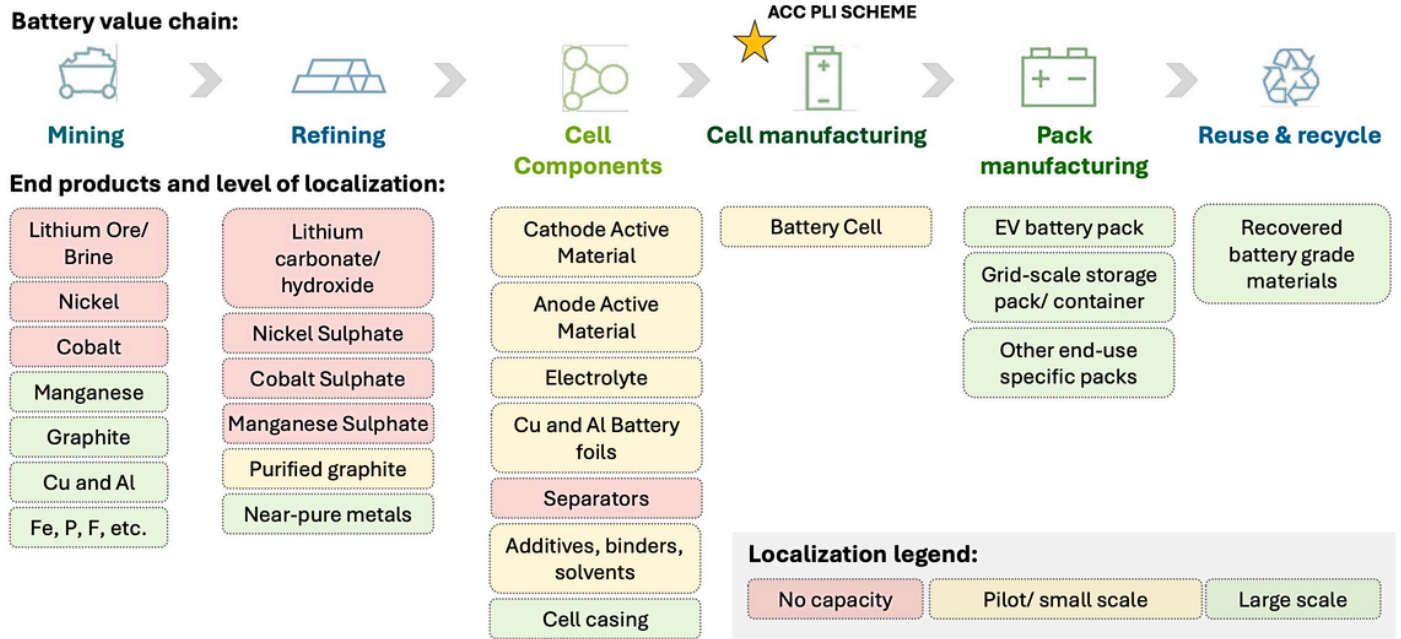 Battery value chain:
ACC PLI SCHEME
Mining
Refining
Cell
Components
Cell manufacturing
Pack
manufacturing
Reuse & recycle
End products and level of localization:
Lithium Ore/
Brine
Nickel
Cobalt
Manganese
Graphite
Cu and Al
Fe, P, F, etc.
Lithium
carbonate/
hydroxide
Nickel Sulphate
Cobalt Sulphate
Manganese Sulphate
Purified graphite
Near-pure metals
Cathode Active
Material
Anode Active
Material
Electrolyte
Cu and Al Battery
foils
Separators
Additives, binders,
solvents
Cell casing
Battery Cell
EV battery pack
Grid-scale storage
pack/ container
Other end-use
specific packs
Recovered
battery grade
materials
Localization legend:
No capacity
Pilot/ small scale
Large scale